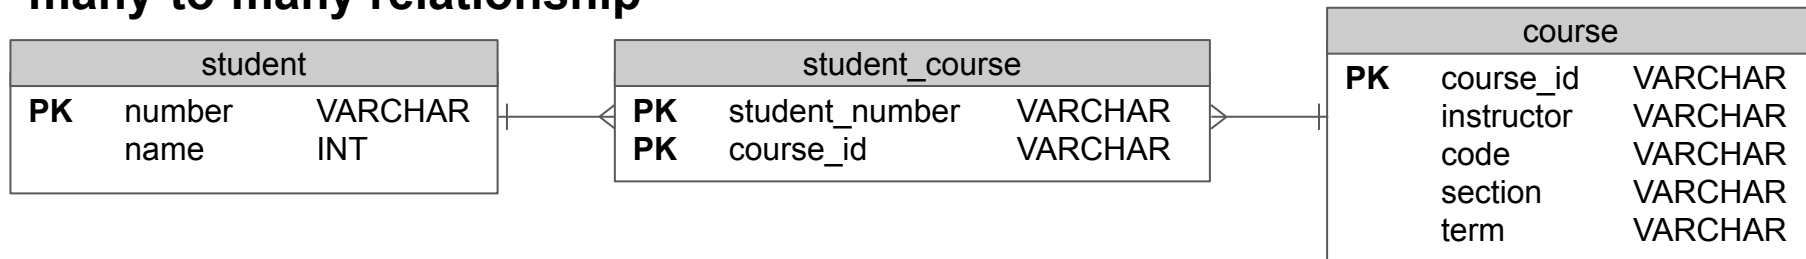 many-to-many relationship
student
PK number VARCHAR
name INT
student_course
PK student_number VARCHAR
PK course_id VARCHAR
course
PK course_id VARCHAR
instructor VARCHAR
code VARCHAR
section VARCHAR
term VARCHAR